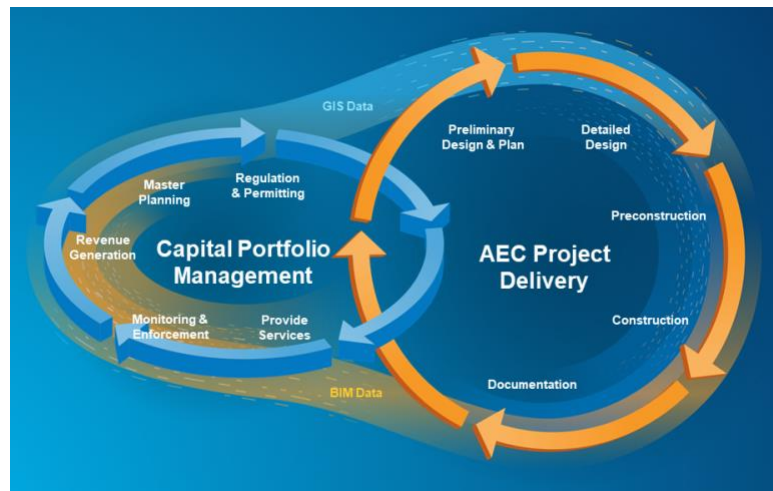 GIS Data
Preliminary
Design & Plan
Detailed
Design
Master
Planning
Regulation
& Permitting
Preconstruction
Revenue
Generation
Capital Portfolio
Management
AEC Project
Delivery
Monitoring &
Enforcement
Provide
Services
Construction
Documentation
BIM Data